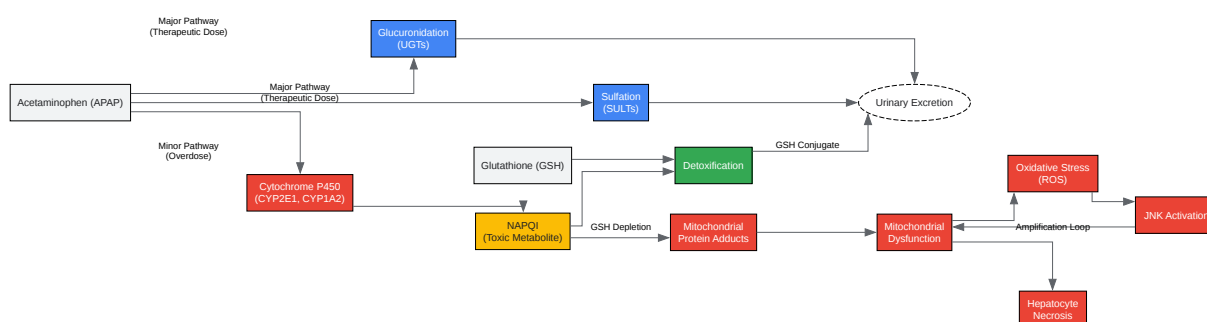 Major Pathway
(Therapeutic Dose)
Glucuronidation
(UGTs)
Acetaminophen (APAP)
Major Pathway
(Therapeutic Dose)
Sulfation
(SULTs)
Urinary Excretion
Minor Pathway
(Overdose)
Glutathione (GSH)
Detoxification
GSH Conjugate
Cytochrome P450
(CYP2E1, CYP1A2)
Oxidative Stress
(ROS)
NAPQI
(Toxic Metabolite)
GSH Depletion
Mitochondrial
Protein Adducts
Mitochondrial
Dysfunction
Amplification Loop
JNK Activation
Hepatocyte
Necrosis